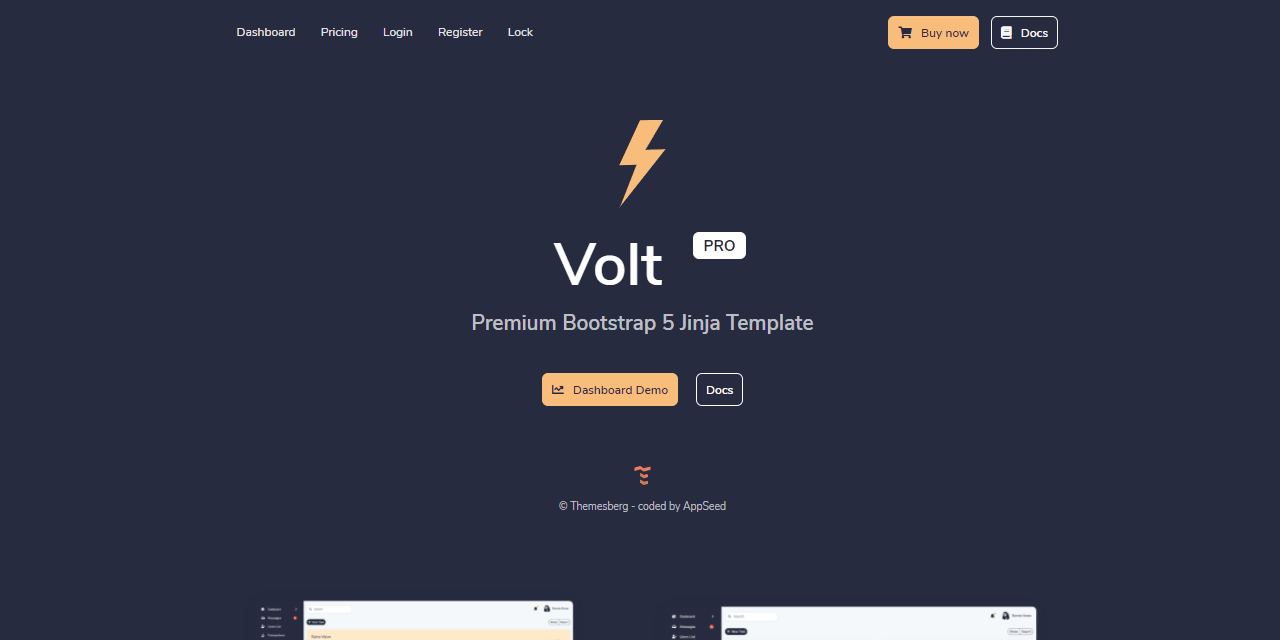 Dashboard Pricing Login Register Lock Buy now Docs
Volt PRO
Premium Bootstrap 5 Jinja Template
Dashboard Demo Docs
© Themesberg - coded by AppSeed